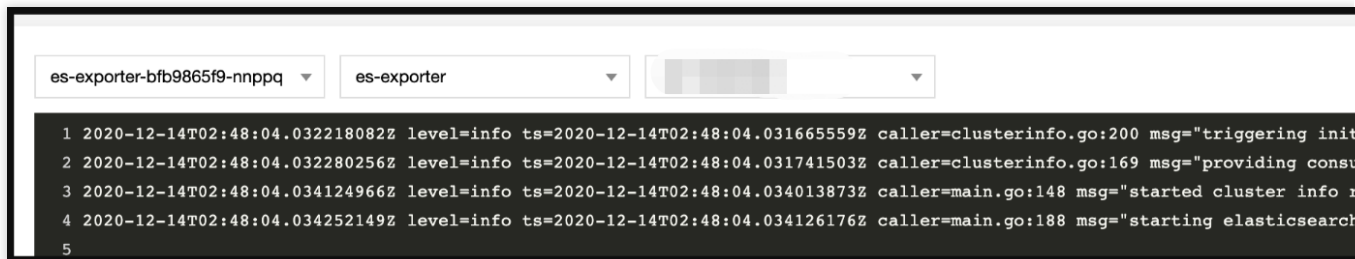 es-exporter-bfb9865f9-nnppq es-exporter
1 2020-12-14T02:48:04.032218082Z level=info ts=2020-12-14T02:48:04.031665559Z caller=clusterinfo.go:200 msg="triggering init
2 2020-12-14T02:48:04.032280256Z level=info ts=2020-12-14T02:48:04.031741503Z caller=clusterinfo.go:169 msg="providing consu
3 2020-12-14T02:48:04.034124966Z level=info ts=2020-12-14T02:48:04.034013873Z caller=main.go:148 msg="started cluster info r
4 2020-12-14T02:48:04.034252149Z level=info ts=2020-12-14T02:48:04.034126176Z caller=main.go:188 msg="starting elasticsearch
5